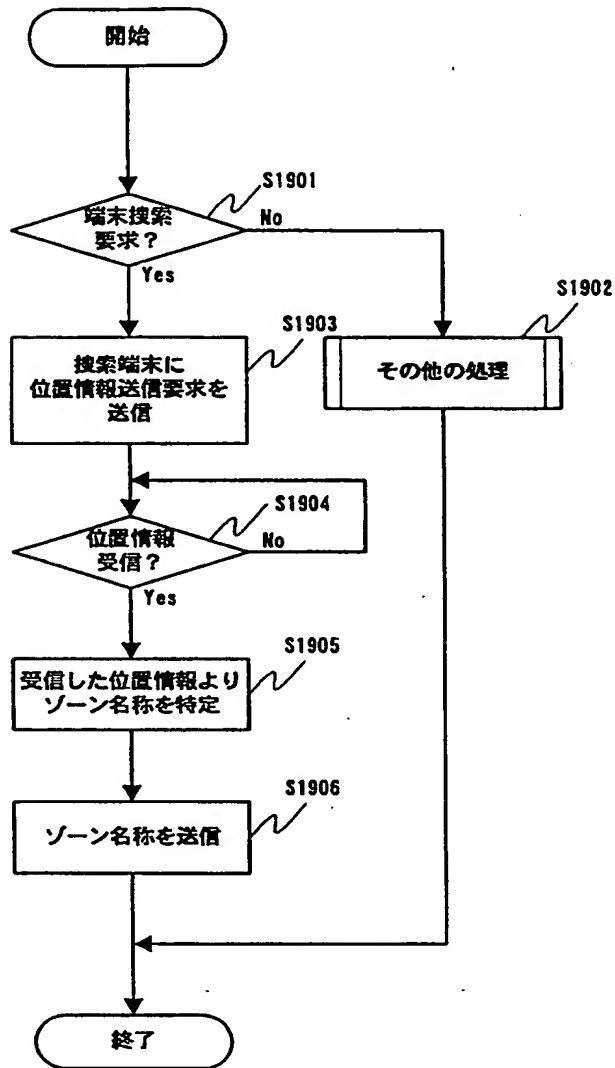 開始
S1901
端末捜索
要求？
No
Yes
S1902
その他の処理
S1903
捜索端末に
位置情報送信要求を
送信
S1904
位置情報
受信？
No
Yes
S1905
受信した位置情報より
ゾーン名称を特定
S1906
ゾーン名称を送信
終了